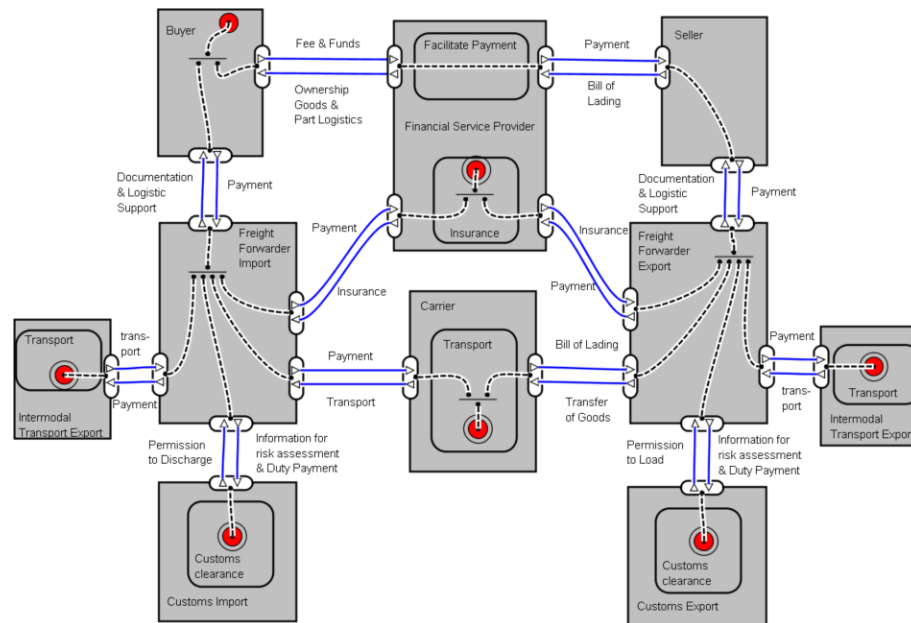 Buyer
Fee & Funds
Ownership
Goods &
Part Logistics
Facilitate Payment
Financial Service Provider
Insurance
Payment
Bill of
Lading
Seller
Documentation
& Logistic
Support
Payment
Documentation
& Logistic
Support
Payment
Freight
Forwarder
Import
Payment
Insurance
Insurance
Payment
Freight
Forwarder
Export
Transport
Intermodal
Transport Export
trans-
port
Payment
Payment
Transport
Carrier
Transport
Bill of Lading
Transfer
of Goods
Payment
trans-
port
Transport
Intermodal
Transport Export
Permission
to Discharge
Information for
risk assessment
& Duty Payment
Permission
to Load
Information for
risk assessment
& Duty Payment
Customs
clearance
Customs Import
Customs
clearance
Customs Export